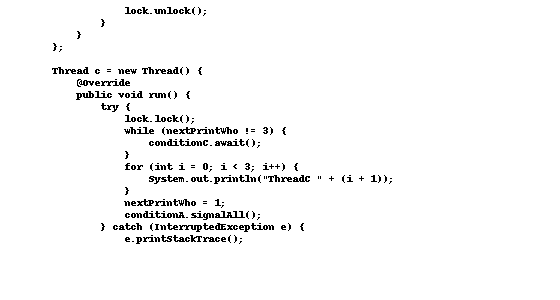 lock.unlock();
}
}
};
Thread c = new Thread() {
@Override
public void run() {
try {
lock.lock();
while (nextPrintWho != 3) {
conditionC.await();
}
for (int i = 0; i < 3; i++) {
System.out.println("ThreadC " + (i + 1));
}
nextPrintWho = 1;
conditionA.signalAll();
} catch (InterruptedException e) {
e.printStackTrace();